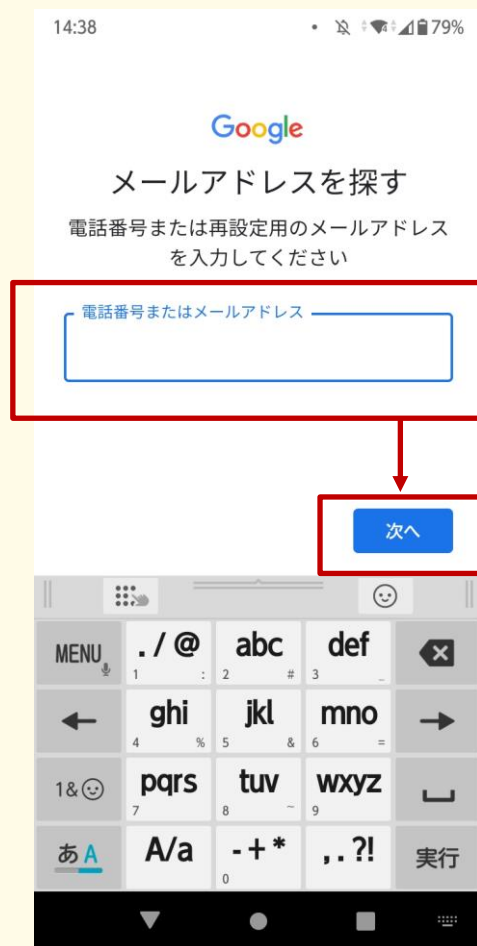 14:38 79%
Google
メールアドレスを探す
電話番号または再設定用のメールアドレス
を入力してください
電話番号またはメールアドレス
次へ
MENU ./@ abc def
1 : 2 # 3 _
ghi jkl mno
4 % 5 & 6 =
1& pqrs tuv wxyz
7 8 ~ 9
あA A/a -+* ,.?! 実行
0